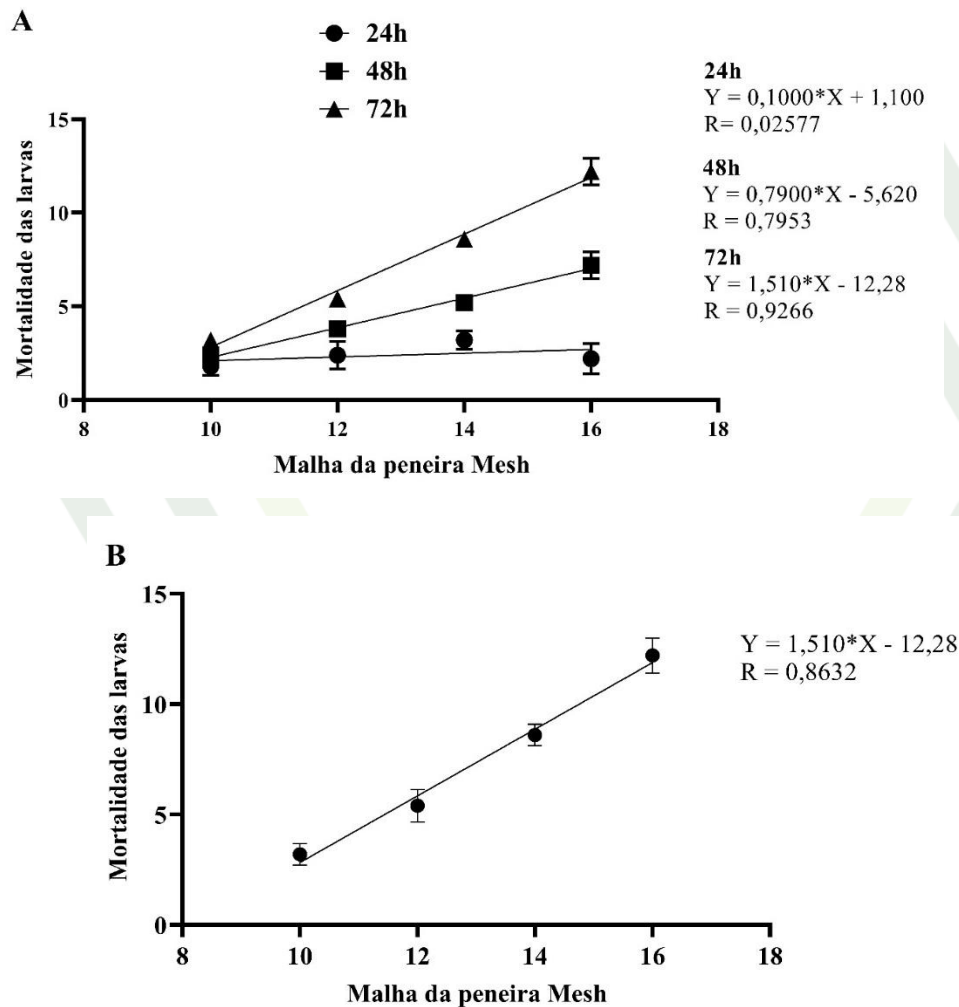 A
24h
48h
72h
24h
Y = 0,1000*X + 1,100
R= 0,02577
48h
Y = 0,7900*X - 5,620
R = 0,7953
72h
Y = 1,510*X - 12,28
R = 0,9266
Mortalidade das larvas
15
10
5
0
8 10 12 14 16 18
Malha da peneira Mesh
B
Y = 1,510*X - 12,28
R = 0,8632
Mortalidade das larvas
15
10
5
0
8 10 12 14 16 18
Malha da peneira Mesh